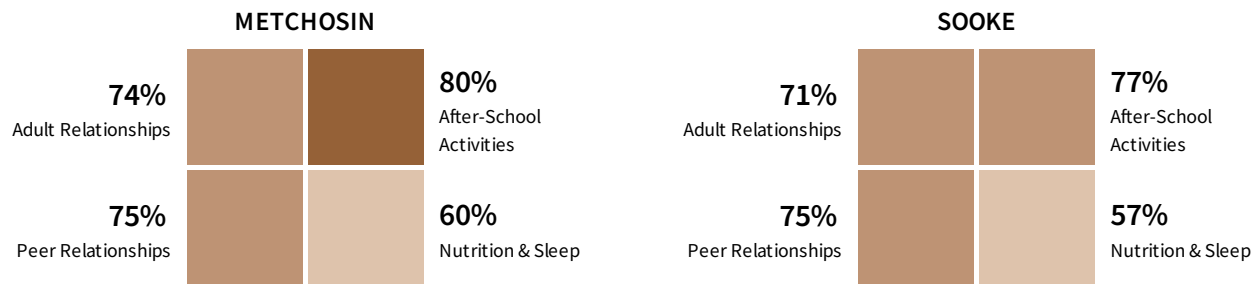 METCHOSIN
74%
Adult Relationships
80%
After-School
Activities
75%
Peer Relationships
60%
Nutrition & Sleep
SOOKE
71%
Adult Relationships
77%
After-School
Activities
75%
Peer Relationships
57%
Nutrition & Sleep